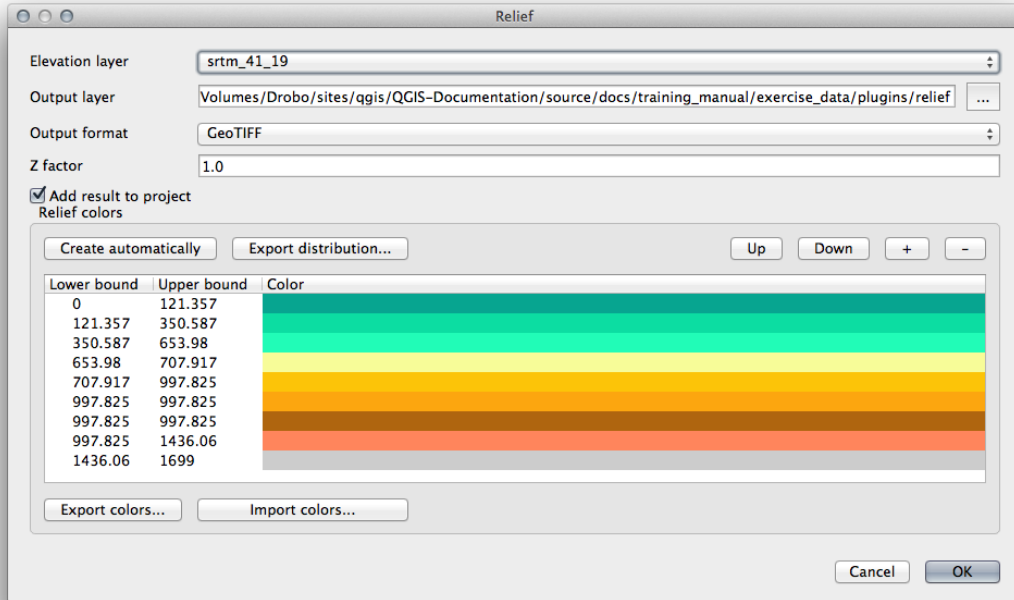 Relief
Elevation layer srtm_41_19
Output layer Volumes/Drobo/sites/qgis/QGIS-Documentation/source/docs/training_manual/exercise_data/plugins/relief ...
Output format GeoTIFF
Z factor 1.0
Add result to project
Relief colors
Create automatically Export distribution... Up Down + -
Lower bound Upper bound Color
0 121.357
121.357 350.587
350.587 653.98
653.98 707.917
707.917 997.825
997.825 997.825
997.825 997.825
997.825 1436.06
1436.06 1699
Export colors... Import colors...
Cancel OK